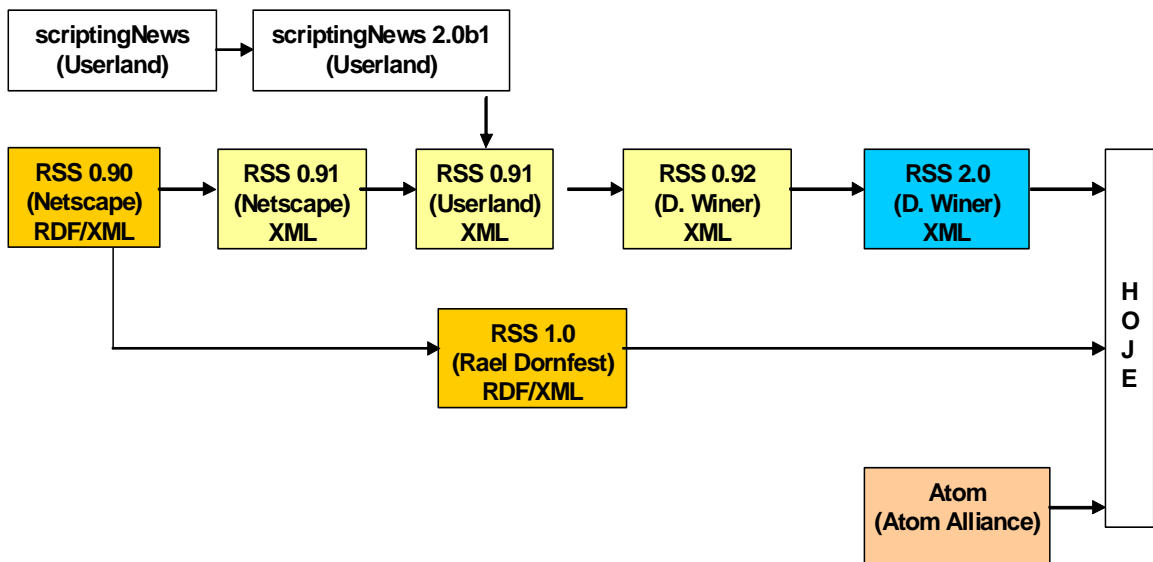 scriptingNews
(Userland)
scriptingNews 2.0b1
(Userland)
RSS 0.90
(Netscape)
RDF/XML
RSS 0.91
(Netscape)
XML
RSS 0.91
(Userland)
XML
RSS 0.92
(D. Winer)
XML
RSS 2.0
(D. Winer)
XML
H
O
J
E
RSS 1.0
(Rael Dornfest)
RDF/XML
Atom
(Atom Alliance)